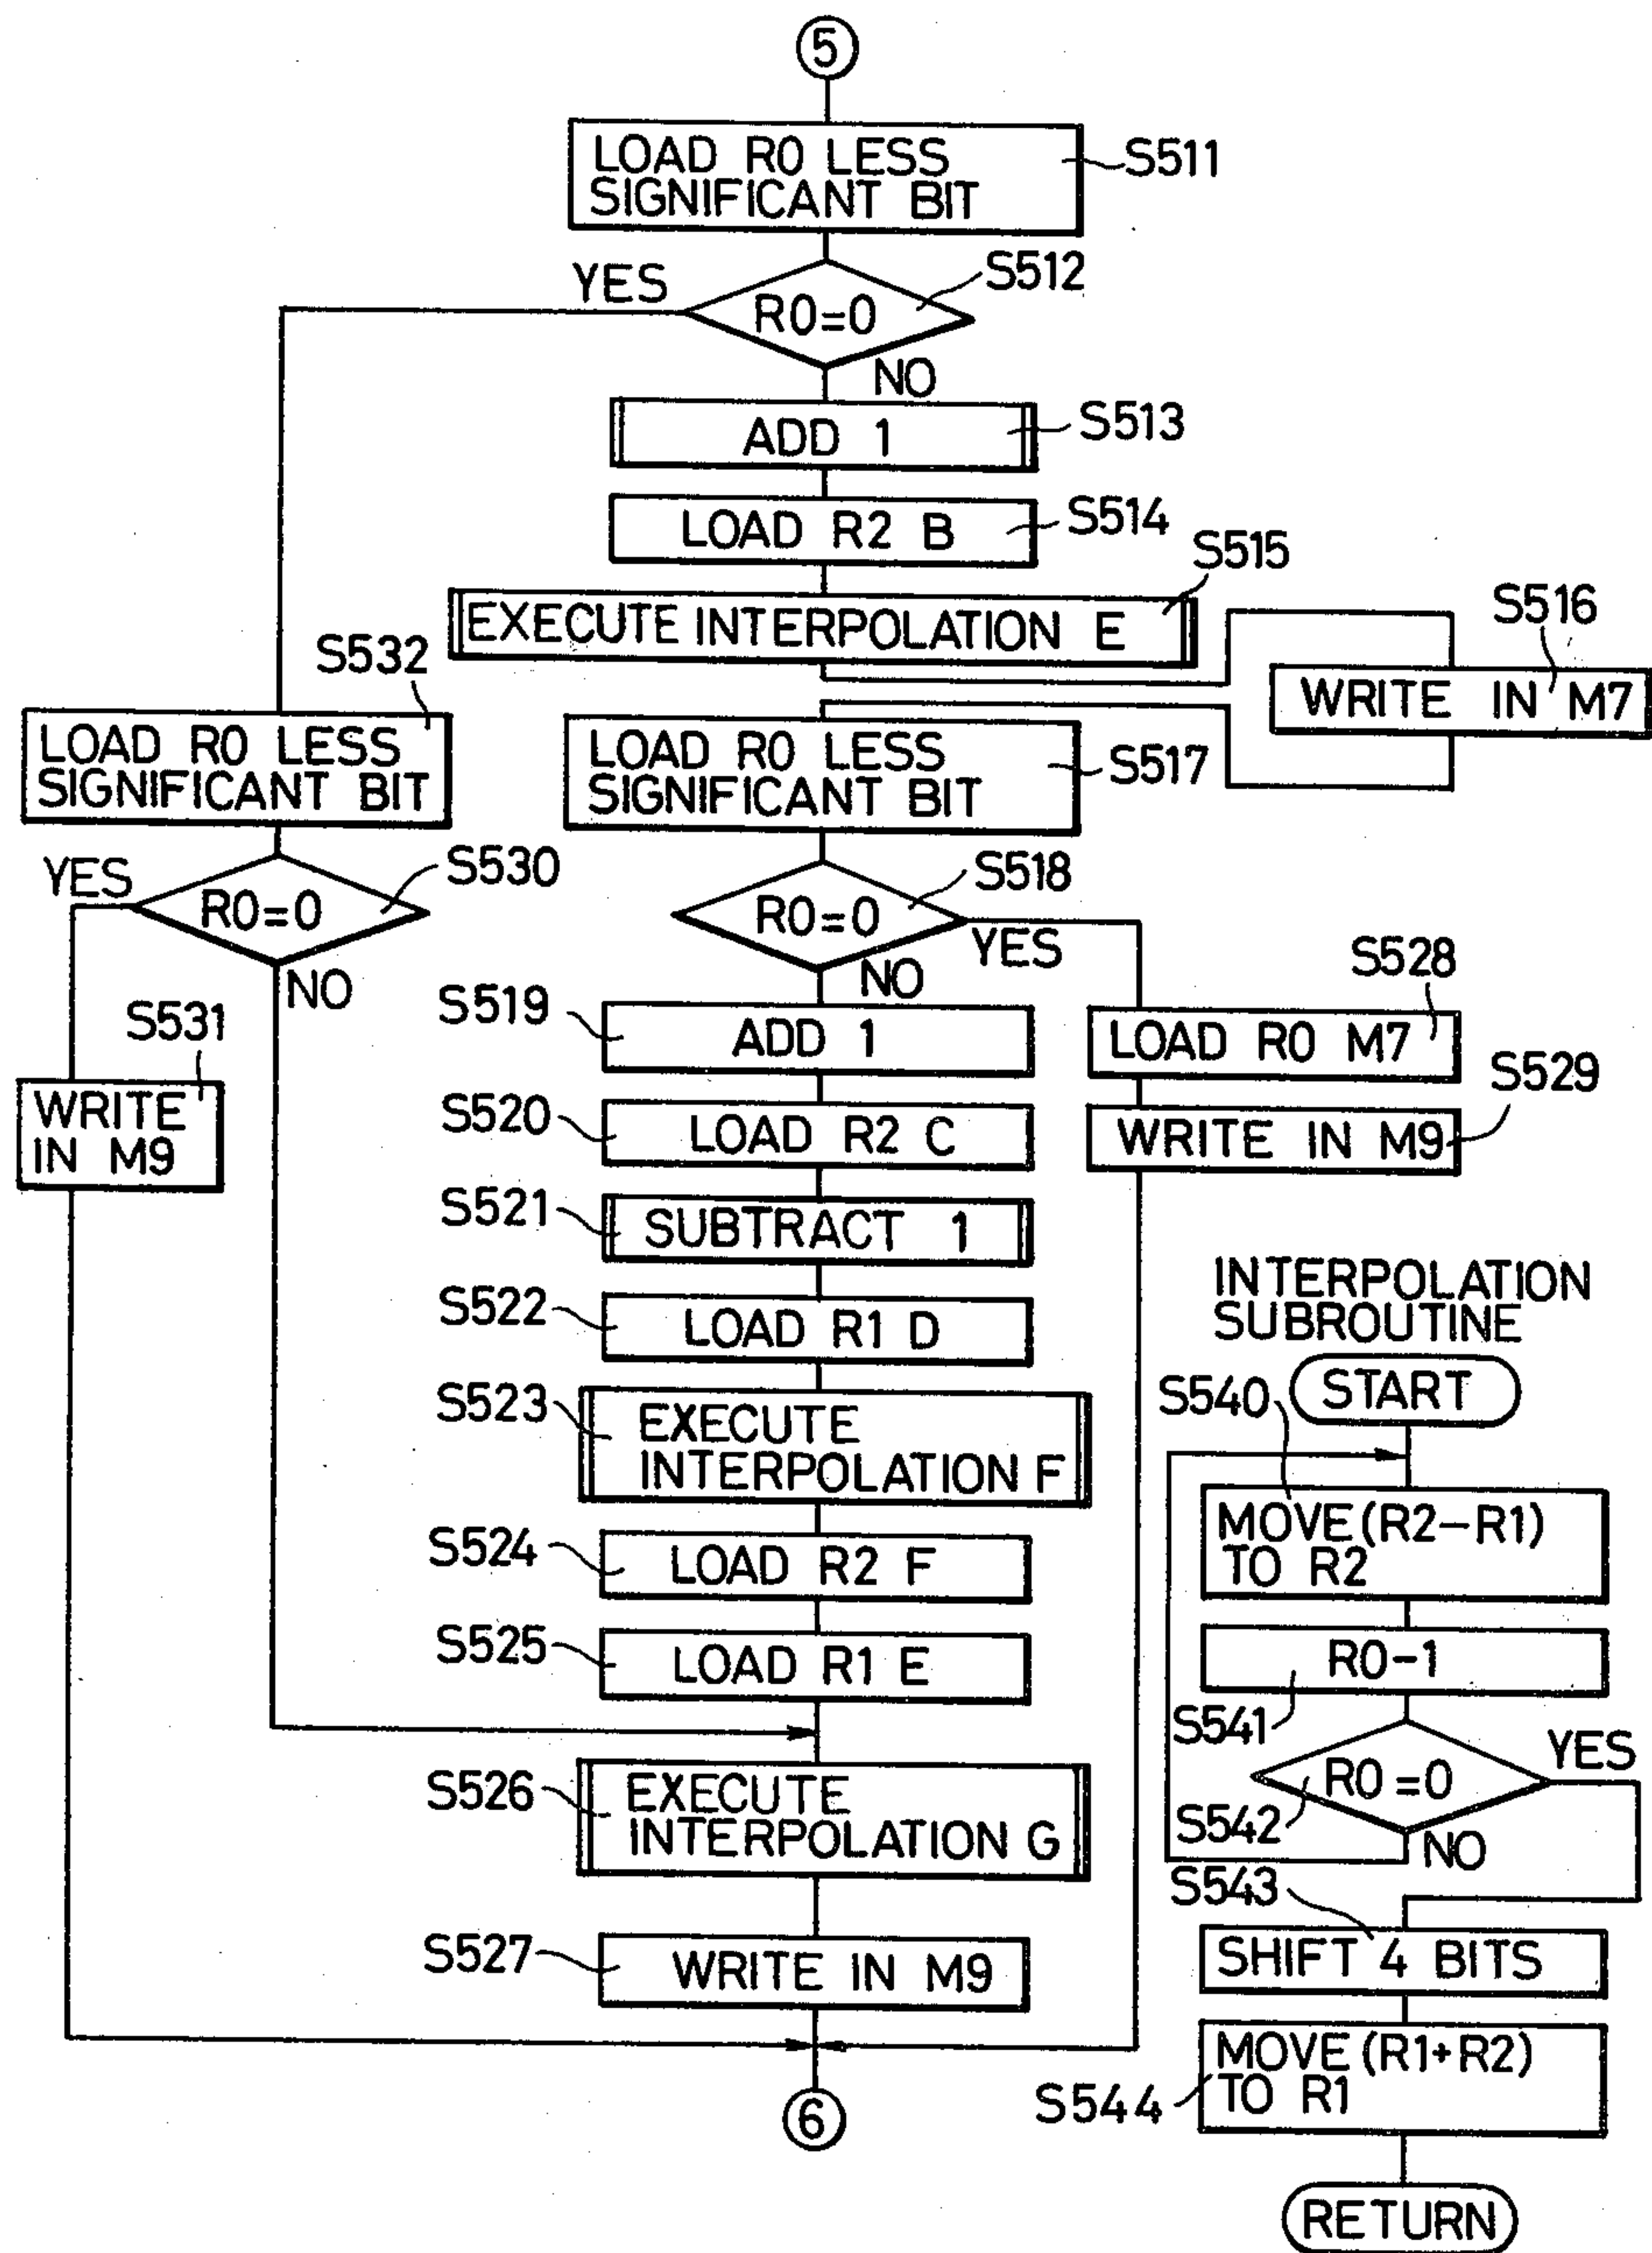 5
LOAD R0 LESS
SIGNIFICANT BIT
S511
YES
R0=0
S512
NO
ADD 1
S513
LOAD R2 B
S514
EXECUTE INTERPOLATION E
S515
S516
WRITE IN M7
S532
LOAD R0 LESS
SIGNIFICANT BIT
LOAD R0 LESS
SIGNIFICANT BIT
S517
YES
R0=0
S530
NO
R0=0
S518
YES
NO
S531
WRITE
IN M9
S519
ADD 1
S528
LOAD R0 M7
S520
LOAD R2 C
S529
WRITE IN M9
S521
SUBTRACT 1
S522
LOAD R1 D
S523
EXECUTE
INTERPOLATION F
S524
LOAD R2 F
S525
LOAD R1 E
S526
EXECUTE
INTERPOLATION G
S527
WRITE IN M9
6
INTERPOLATION
SUBROUTINE
START
S540
MOVE (R2-R1)
TO R2
R0-1
S541
YES
R0=0
S542
NO
S543
SHIFT 4 BITS
MOVE (R1+R2)
TO R1
S544
RETURN